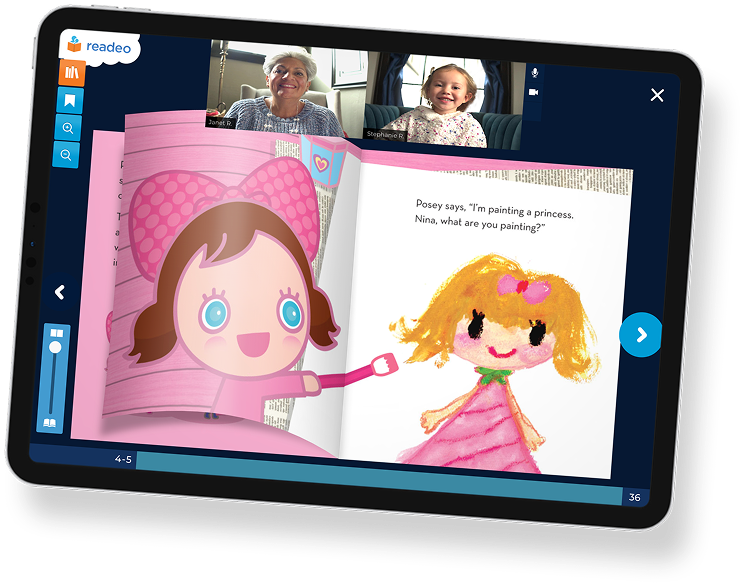 readeo
Janet R.
Stephanie R.
Posey says, "I'm painting a princess.
Nina, what are you painting?"
4-5
36